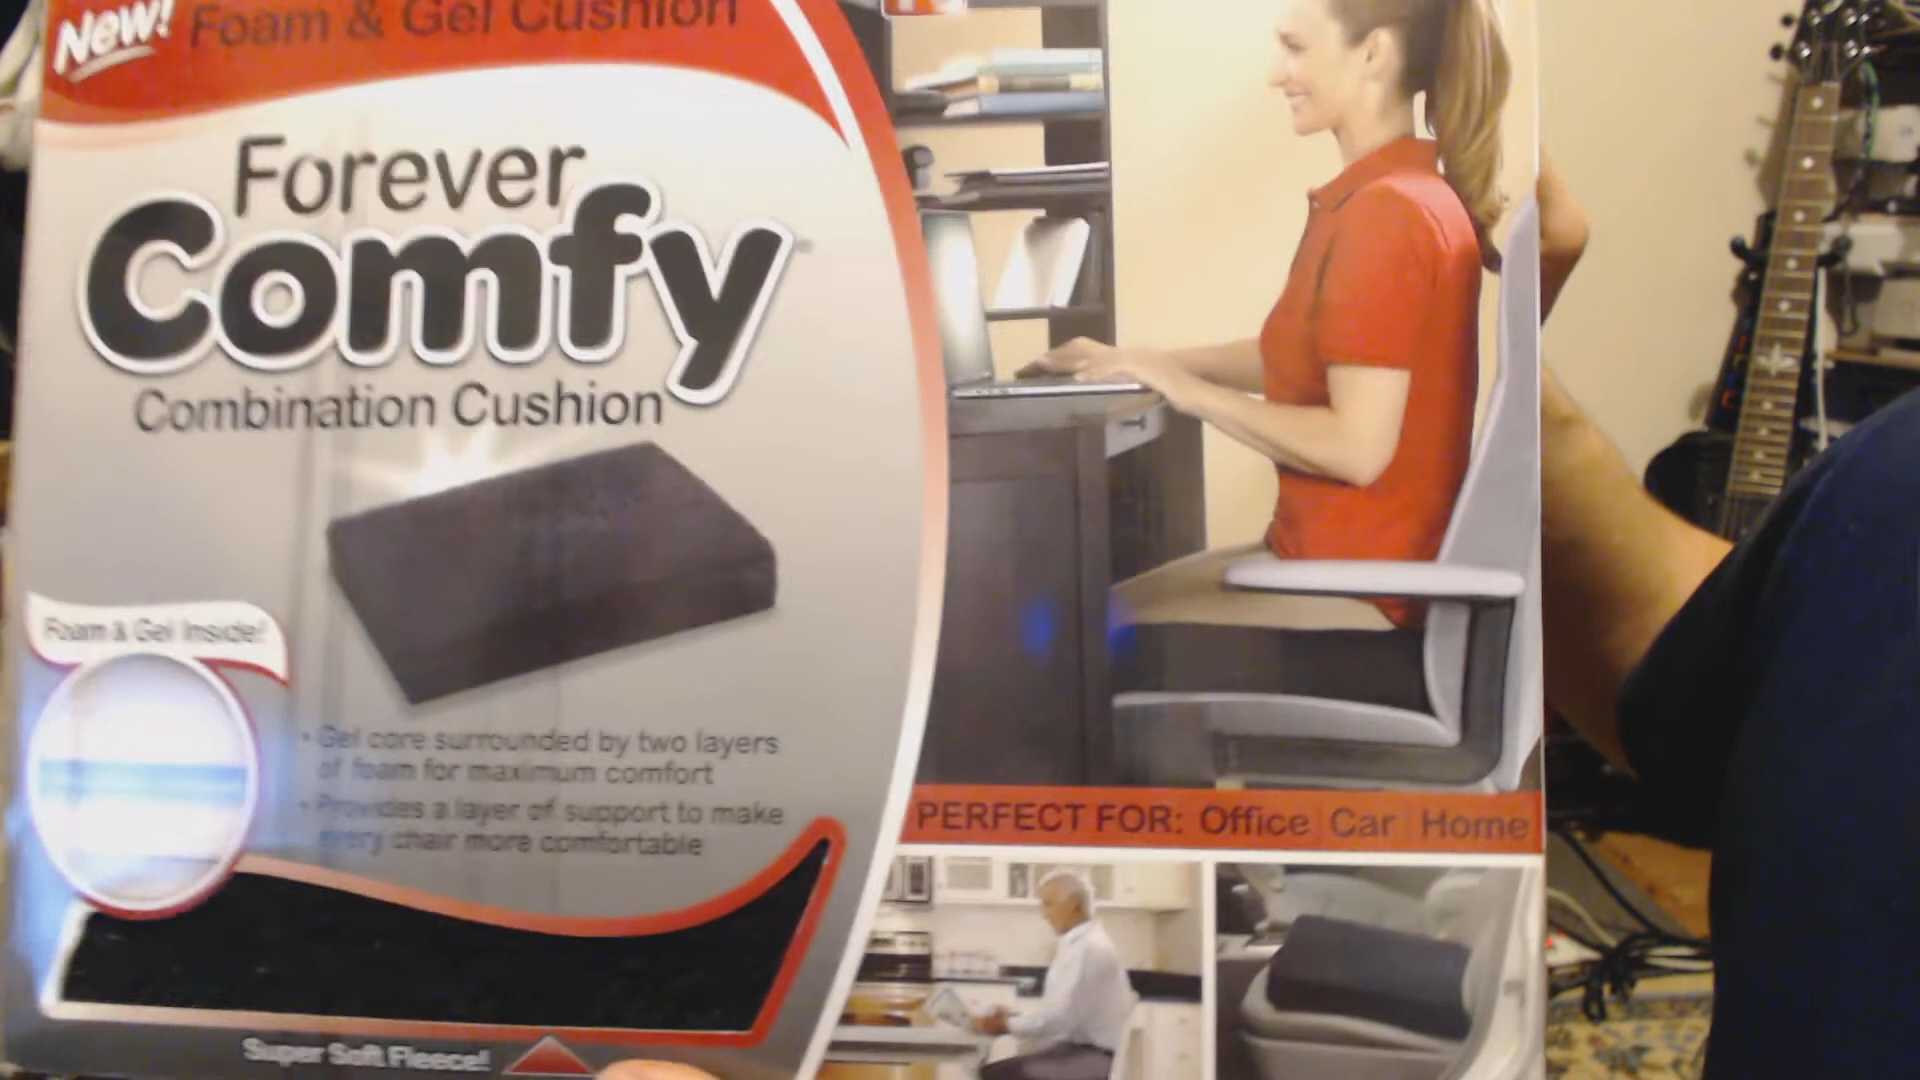 New!
Foam & Gel Cushion
Forever
Comfy
Combination Cushion
Foam & Gel Inside!
• Gel core surrounded by two layers
of foam for maximum comfort
• Provides a layer of support to make
every chair more comfortable
Super Soft Fleece!
PERFECT FOR: Office | Car | Home